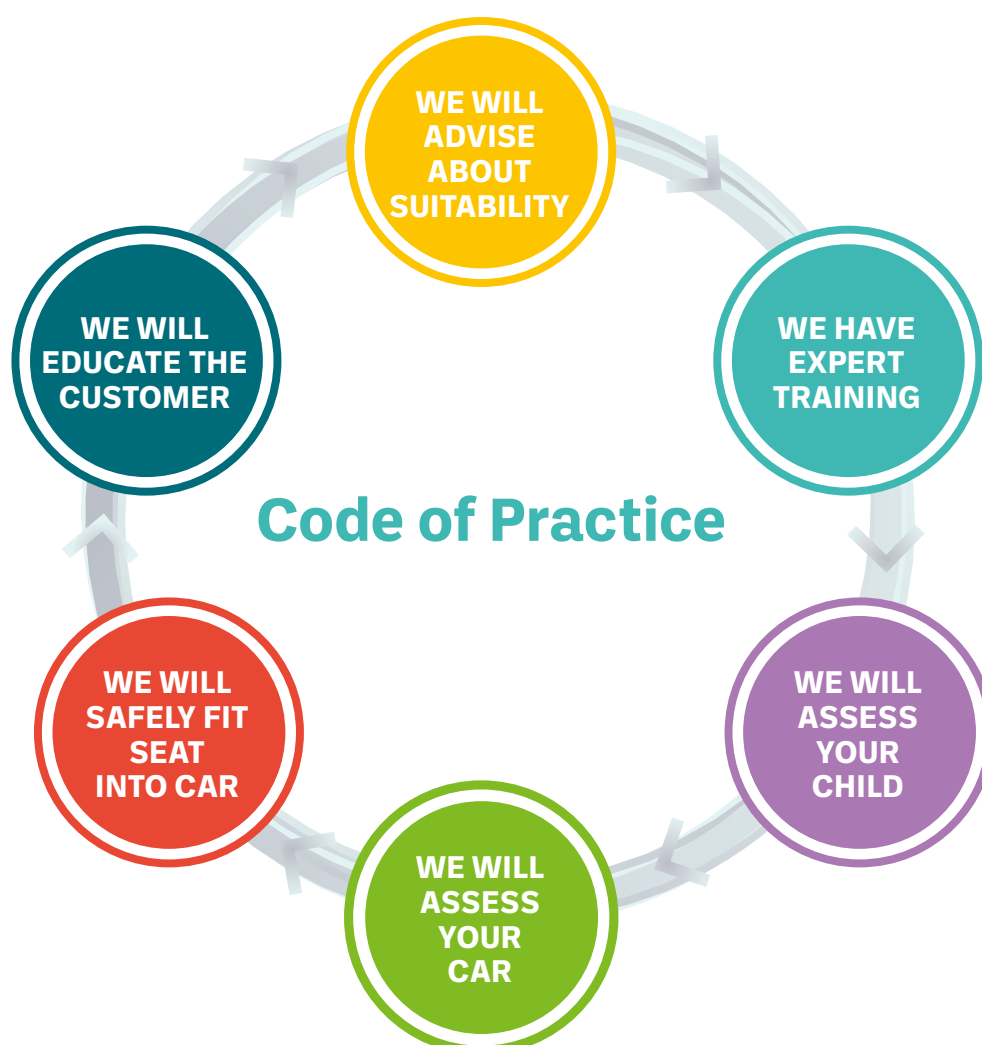 WE WILL
ADVISE
ABOUT
SUITABILITY
WE HAVE
EXPERT
TRAINING
WE WILL
ASSESS
YOUR
CHILD
WE WILL
ASSESS
YOUR
CAR
WE WILL
SAFELY FIT
SEAT
INTO CAR
WE WILL
EDUCATE THE
CUSTOMER
Code of Practice